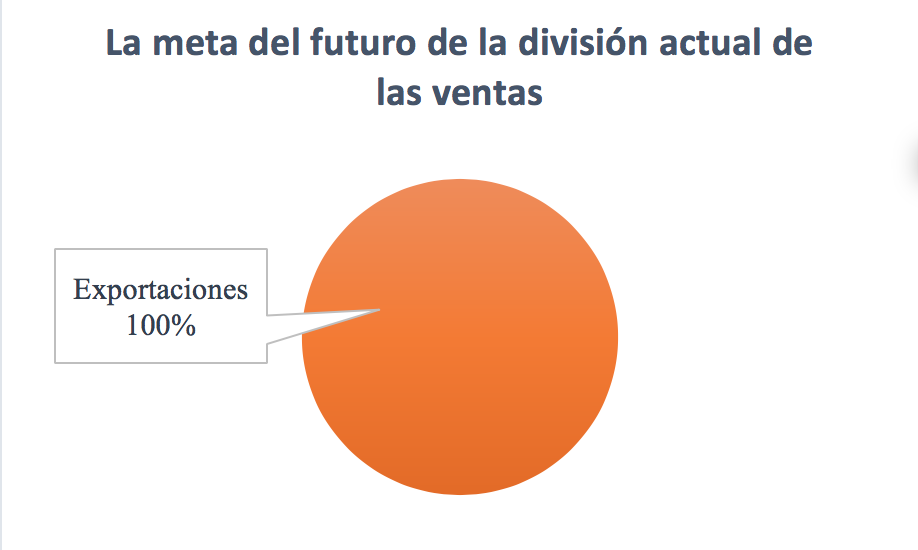 La meta del futuro de la división actual de
las ventas
Exportaciones
100%